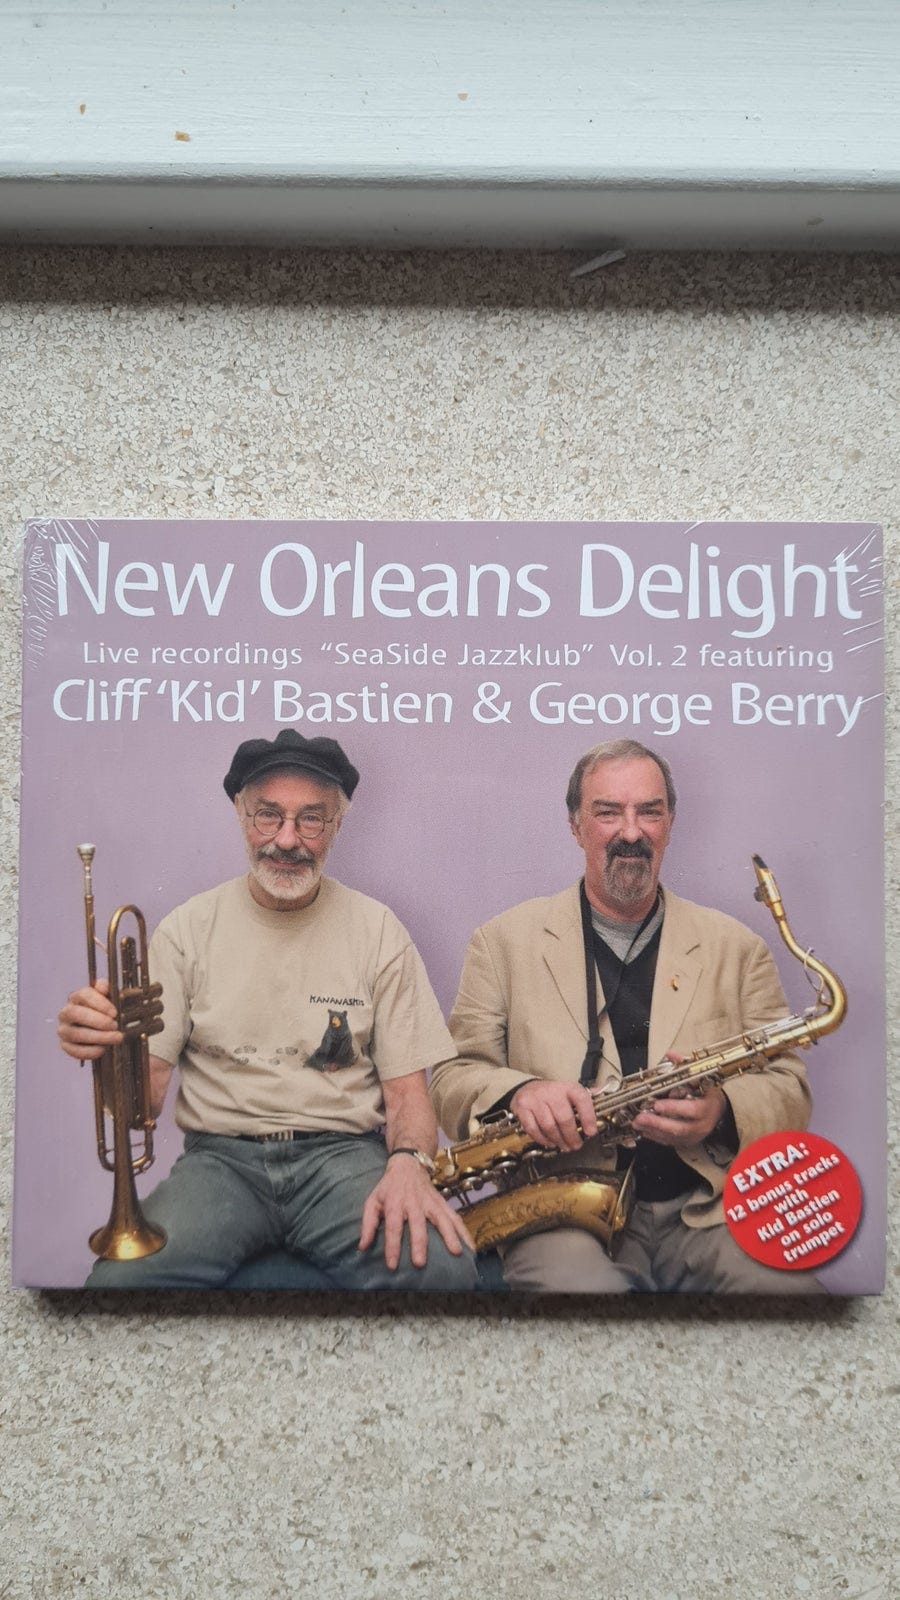 New Orleans Delight
Live recordings "SeaSide Jazzklub" Vol. 2 featuring
Cliff 'Kid' Bastien & George Berry
KANANASKIS
EXTRA:
12 bonus tracks
with
Kid Bastien
on solo
trumpet